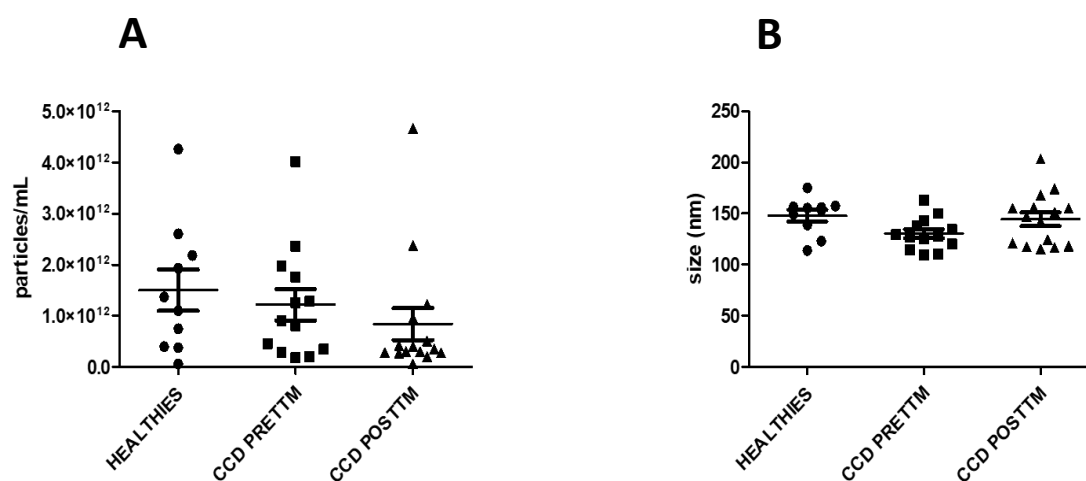 A
particles/mL
5.0×10¹²
4.0×10¹²
3.0×10¹²
2.0×10¹²
1.0×10¹²
0.0
HEALTHIES
CCD PRETTM
CCD POSTTM
B
size (nm)
250
200
150
100
50
0
HEALTHIES
CCD PRETTM
CCD POSTTM